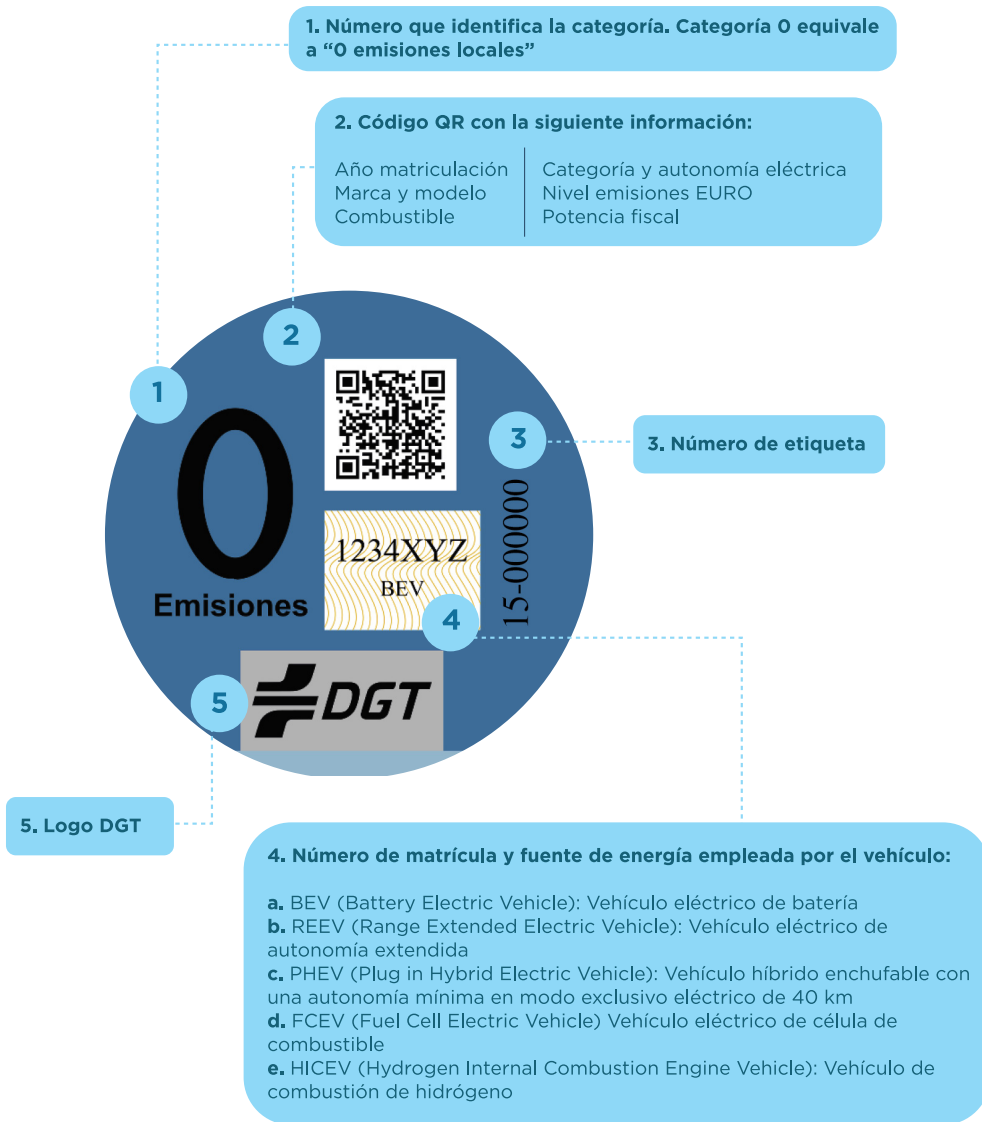 1. Número que identifica la categoría. Categoría 0 equivale
a “0 emisiones locales”
2. Código QR con la siguiente información:
Año matriculación
Marca y modelo
Combustible
Categoría y autonomía eléctrica
Nivel emisiones EURO
Potencia fiscal
2
1
3
3. Número de etiqueta
0
Emisiones
1234XYZ
BEV
15-000000
4
5
DGT
5. Logo DGT
4. Número de matrícula y fuente de energía empleada por el vehículo:
a. BEV (Battery Electric Vehicle): Vehículo eléctrico de batería
b. REEV (Range Extended Electric Vehicle): Vehículo eléctrico de
autonomía extendida
c. PHEV (Plug in Hybrid Electric Vehicle): Vehículo híbrido enchufable con
una autonomía mínima en modo exclusivo eléctrico de 40 km
d. FCEV (Fuel Cell Electric Vehicle) Vehículo eléctrico de célula de
combustible
e. HICEV (Hydrogen Internal Combustion Engine Vehicle): Vehículo de
combustión de hidrógeno